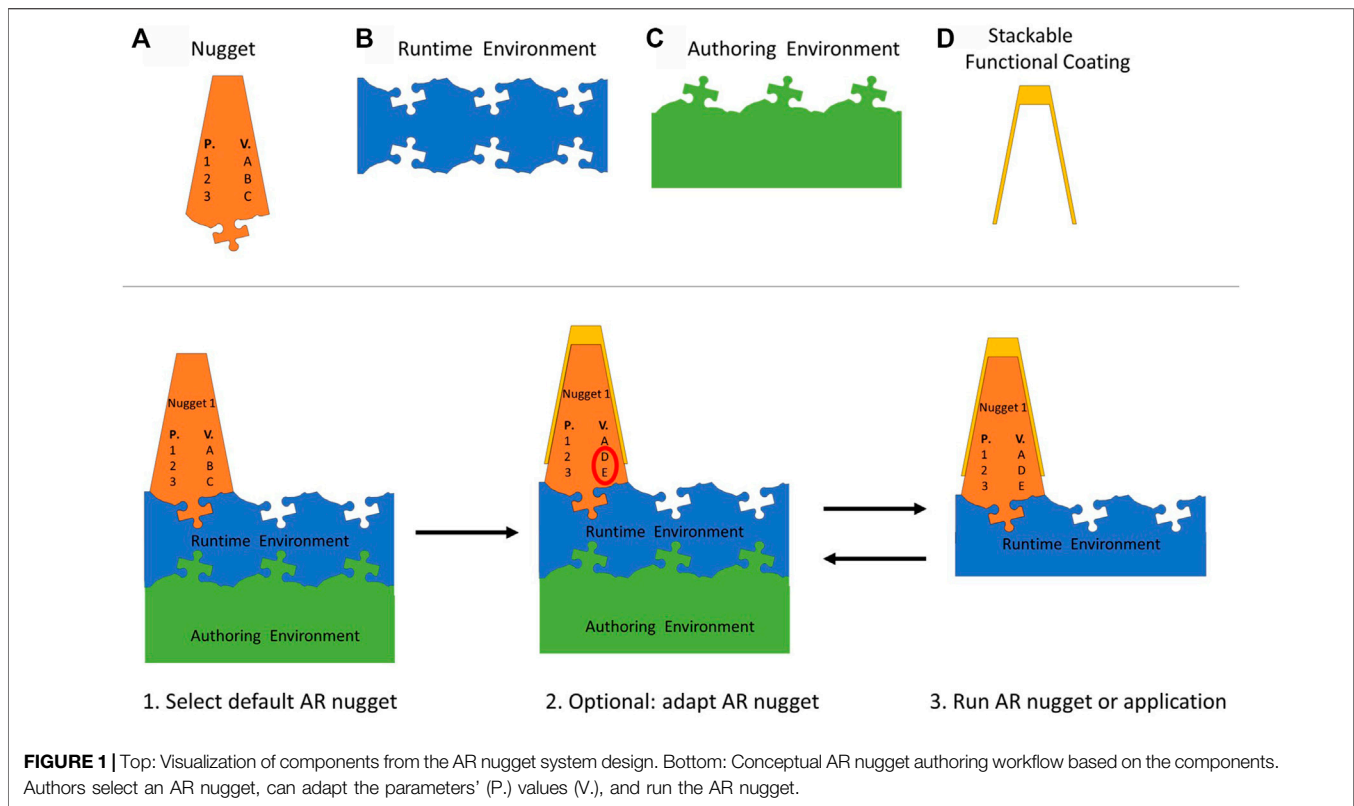 A
Nugget
P. V.
1 A
2 B
3 C
B
Runtime Environment
C
Authoring Environment
D
Stackable
Functional Coating
Nugget 1
P. V.
1 A
2 B
3 C
Runtime Environment
Authoring Environment
1. Select default AR nugget
Nugget 1
P. V.
1 A
2 D
3 E
Runtime Environment
Authoring Environment
2. Optional: adapt AR nugget
Nugget 1
P. V.
1 A
2 D
3 E
Runtime Environment
3. Run AR nugget or application
FIGURE 1 | Top: Visualization of components from the AR nugget system design. Bottom: Conceptual AR nugget authoring workflow based on the components.
Authors select an AR nugget, can adapt the parameters’ (P.) values (V.), and run the AR nugget.